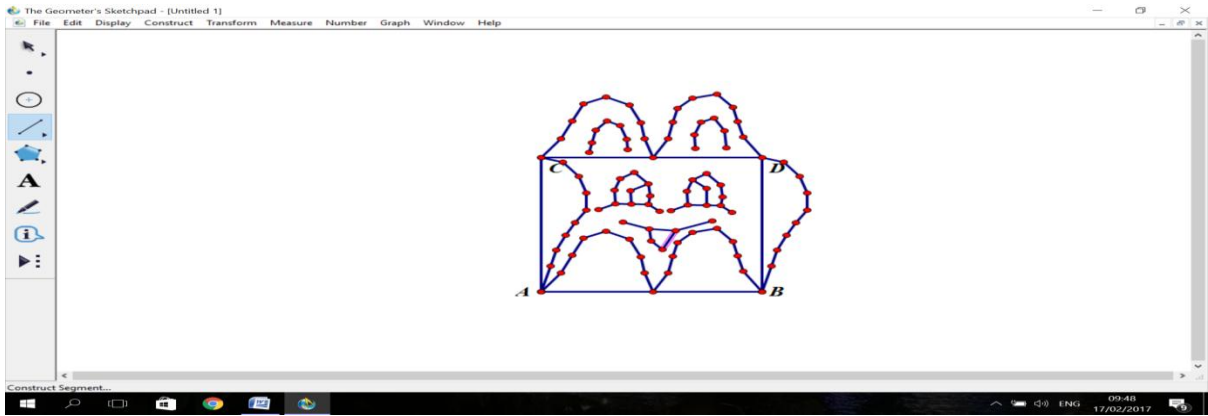 The Geometer's Sketchpad - [Untitled 1]
File Edit Display Construct Transform Measure Number Graph Window Help
A
C D
A B
Construct Segment...
ENG
09:48
17/02/2017